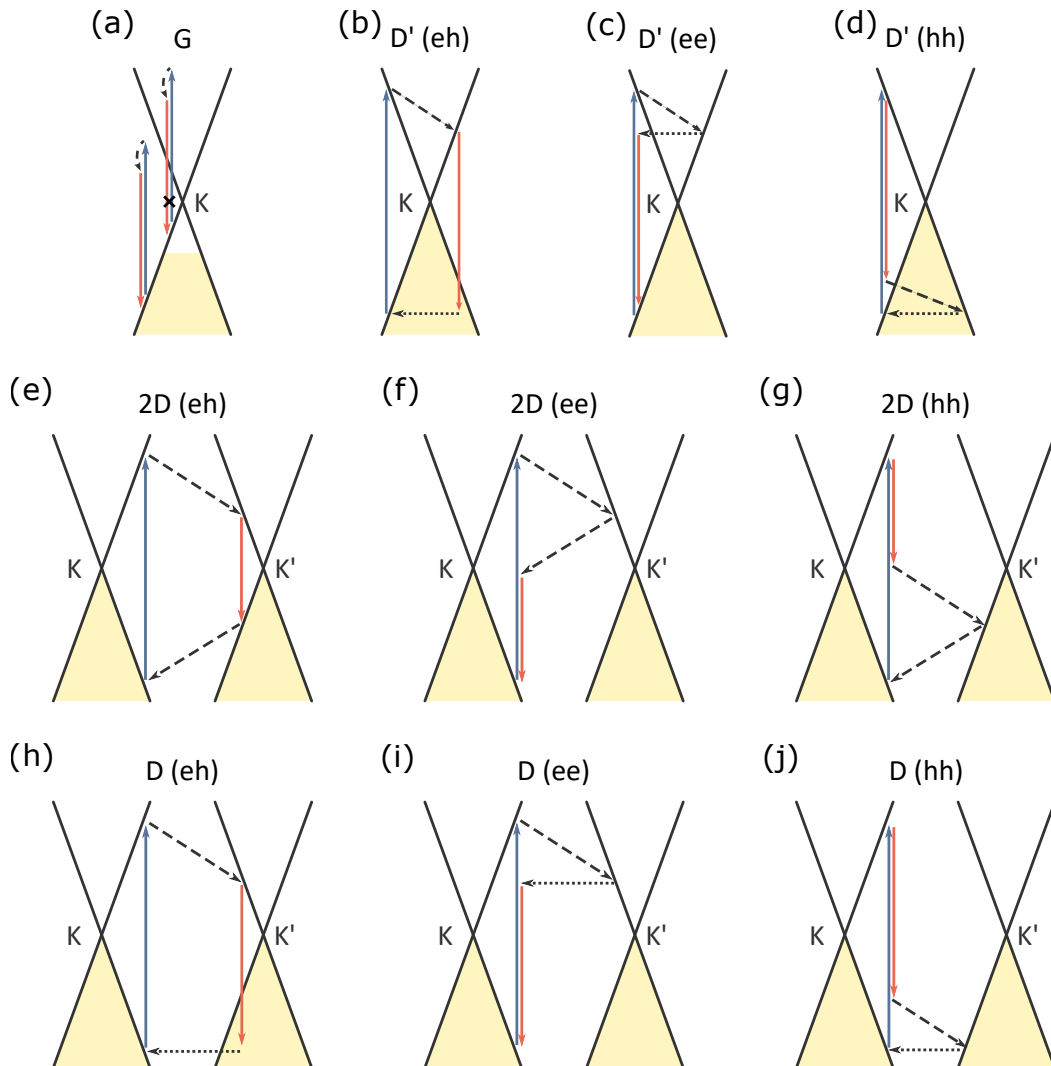 (a)
G
K
(b)
D' (eh)
K
(c)
D' (ee)
K
(d)
D' (hh)
K
(e)
2D (eh)
K
K'
(f)
2D (ee)
K
K'
(g)
2D (hh)
K
K'
(h)
D (eh)
K
K'
(i)
D (ee)
K
K'
(j)
D (hh)
K
K'